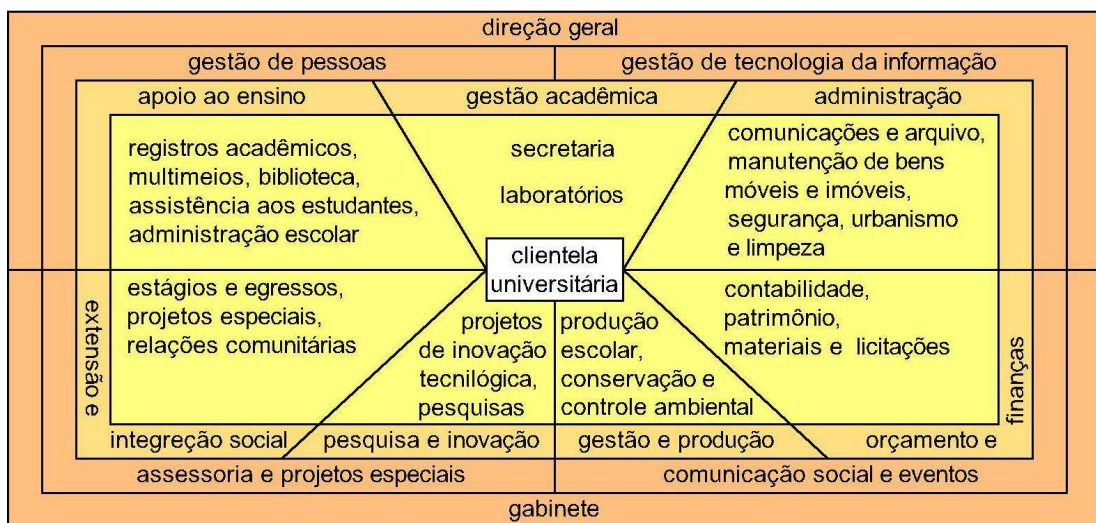 direção geral
gestão de pessoas
gestão de tecnologia da informação
apoio ao ensino
gestão acadêmica
administração
registros acadêmicos,
multimeios, biblioteca,
assistência aos estudantes,
administração escolar
secretaria
laboratórios
comunicações e arquivo,
manutenção de bens
móveis e imóveis,
segurança, urbanismo
e limpeza
clientela
universitária
extensão e
estágios e egressos,
projetos especiais,
relações comunitárias
projetos
de inovação
tecnilógica,
pesquisas
produção
escolar,
conservação e
controle ambiental
contabilidade,
patrimônio,
materiais e licitações
finanças
integreção social
pesquisa e inovação
gestão e produção
orçamento e
assessoria e projetos especiais
comunicação social e eventos
gabinete